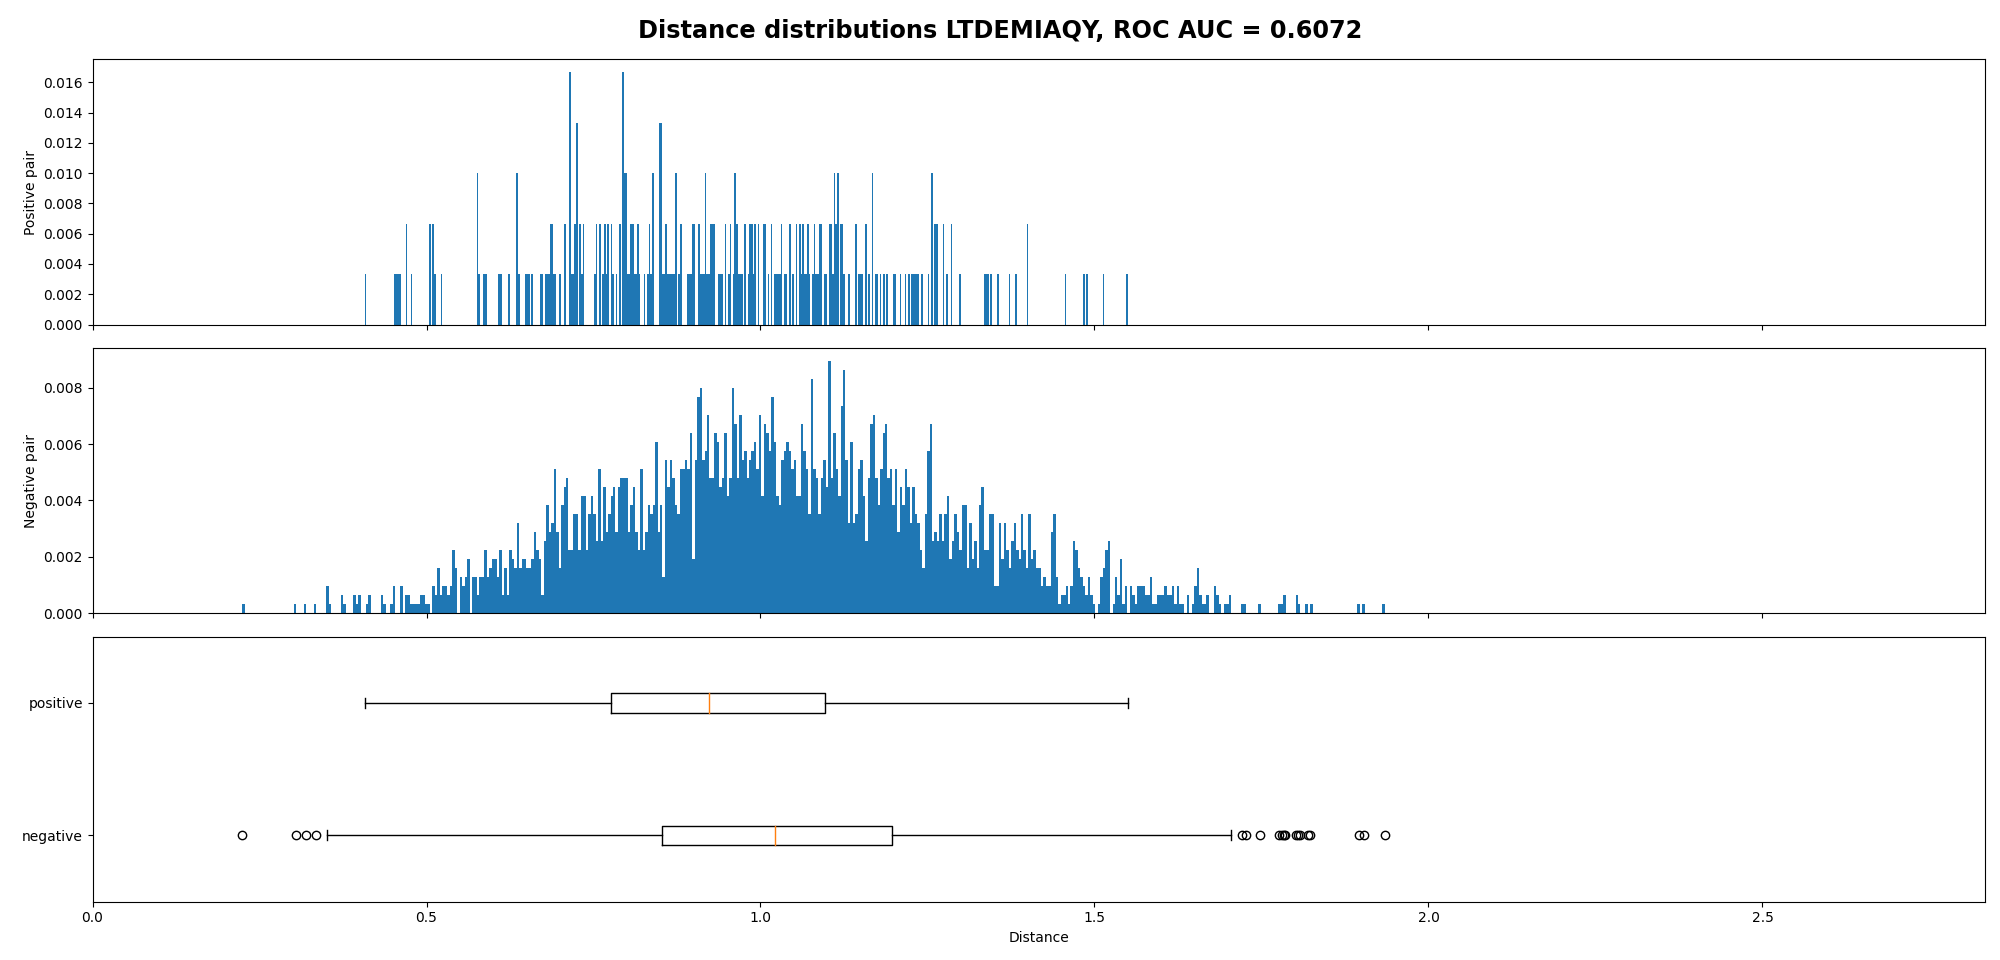 Distance distributions LTDEMIAQY, ROC AUC = 0.6072
0.016
0.014
0.012
0.010
0.008
0.006
0.004
0.002
0.000
Positive pair
0.008
0.006
0.004
0.002
0.000
Negative pair
positive
negative
0.0 0.5 1.0 1.5 2.0 2.5
Distance